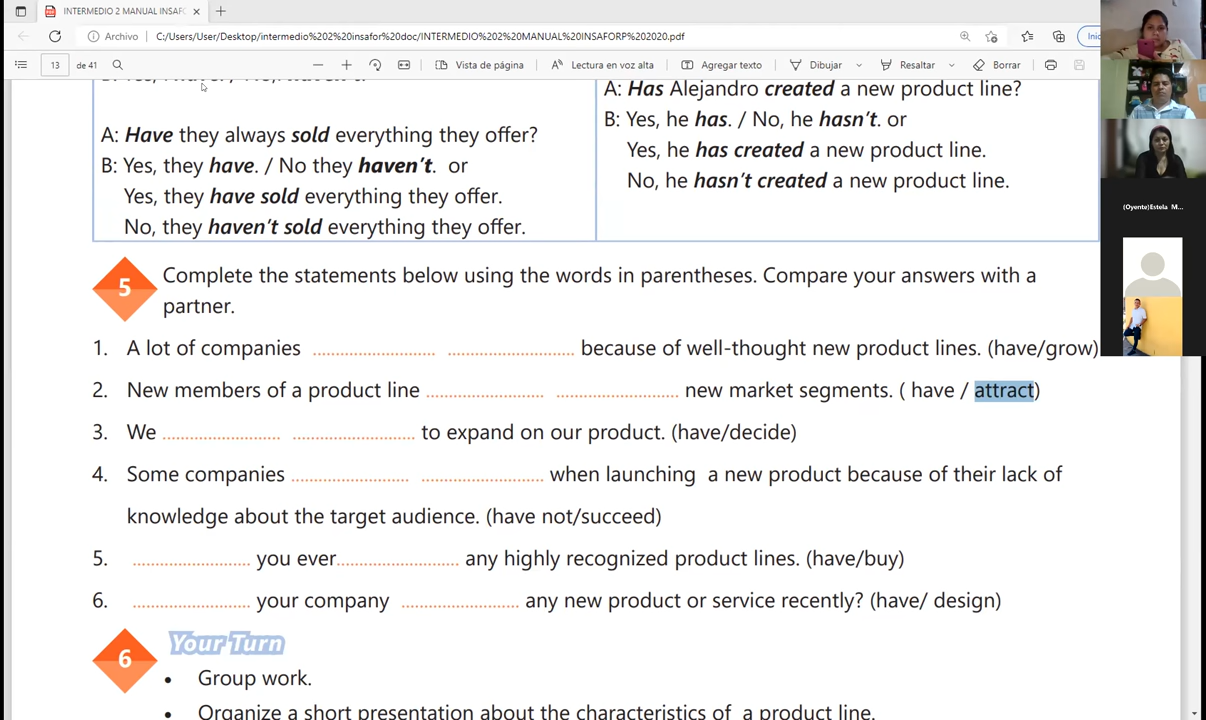 INTERMEDIO 2 MANUAL INSAFO
Archivo
C:/Users/User/Desktop/intermedio%202%20insafor%20doc/INTERMEDIO%202%20MANUAL%20INSAFORP%202020.pdf
Inic
13 de 41
Vista de página
Lectura en voz alta
Agregar texto
Dibujar
Resaltar
Borrar
A: Have they always sold everything they offer?
B: Yes, they have. / No they haven't. or
Yes, they have sold everything they offer.
No, they haven't sold everything they offer.
A: Has Alejandro created a new product line?
B: Yes, he has. / No, he hasn't. or
Yes, he has created a new product line.
No, he hasn't created a new product line.
(Oyente)Estela M...
5 Complete the statements below using the words in parentheses. Compare your answers with a
partner.
1. A lot of companies ........................ ........................ because of well-thought new product lines. (have/grow)
2. New members of a product line ........................ ........................ new market segments. ( have / attract)
3. We ........................ ........................ to expand on our product. (have/decide)
4. Some companies ........................ ........................ when launching a new product because of their lack of
knowledge about the target audience. (have not/succeed)
5. ........................ you ever........................ any highly recognized product lines. (have/buy)
6. ........................ your company ........................ any new product or service recently? (have/ design)
6 Your Turn
• Group work.
• Organize a short presentation about the characteristics of a product line.